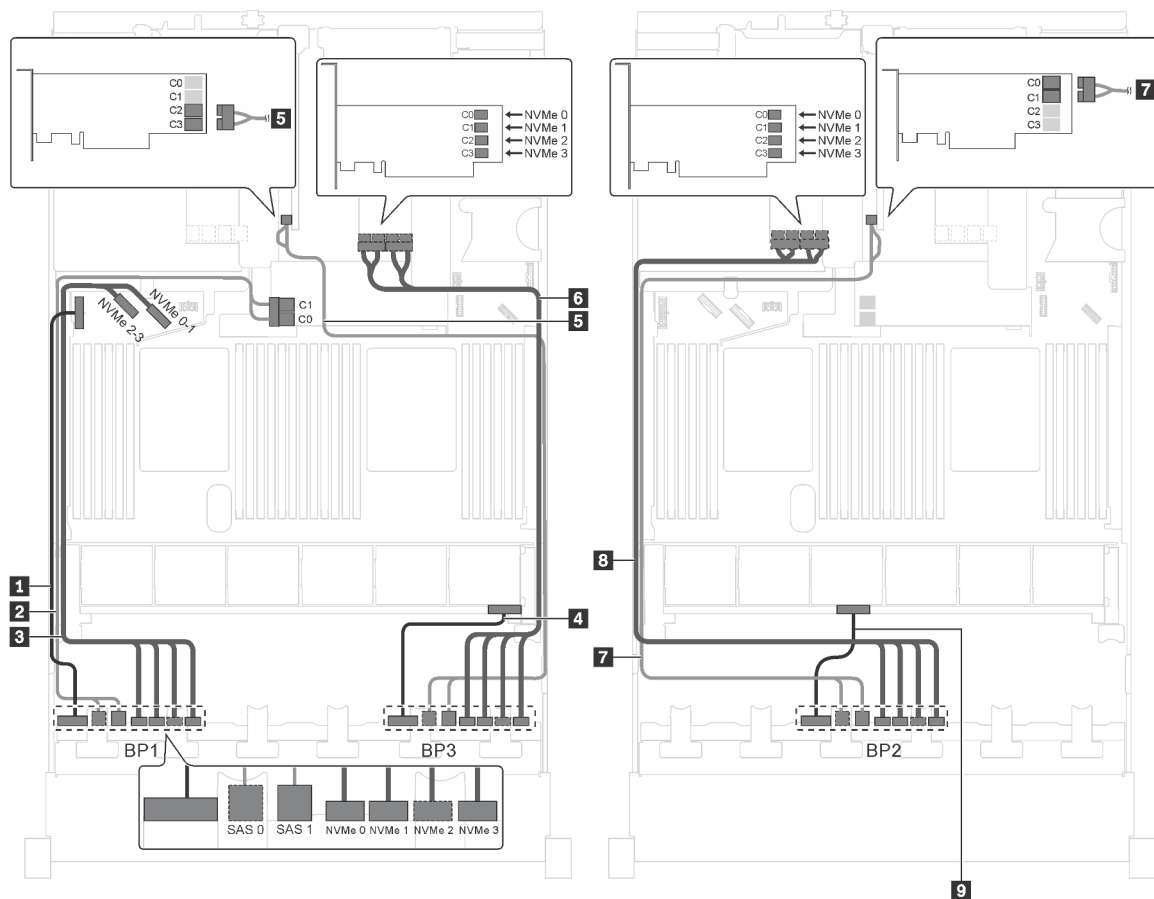 C0
C1
C2
C3
5
C0 NVMe 0
C1 NVMe 1
C2 NVMe 2
C3 NVMe 3
C0 NVMe 0
C1 NVMe 1
C2 NVMe 2
C3 NVMe 3
C0
C1
C2
C3
7
NVMe 2-3
NVMe 0-1
C1
C0
6
5
1
2
3
4
8
7
BP1
BP3
BP2
SAS 0
SAS 1
NVMe 0
NVMe 1
NVMe 2
NVMe 3
9